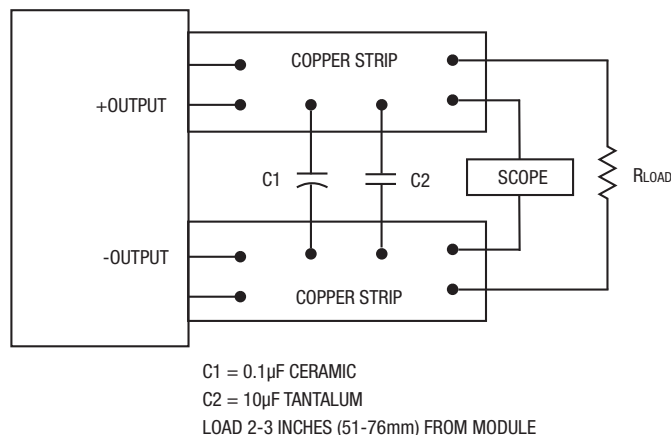 COPPER STRIP
+OUTPUT
C1
C2
SCOPE
RLOAD
-OUTPUT
COPPER STRIP
C1 = 0.1µF CERAMIC
C2 = 10µF TANTALUM
LOAD 2-3 INCHES (51-76mm) FROM MODULE